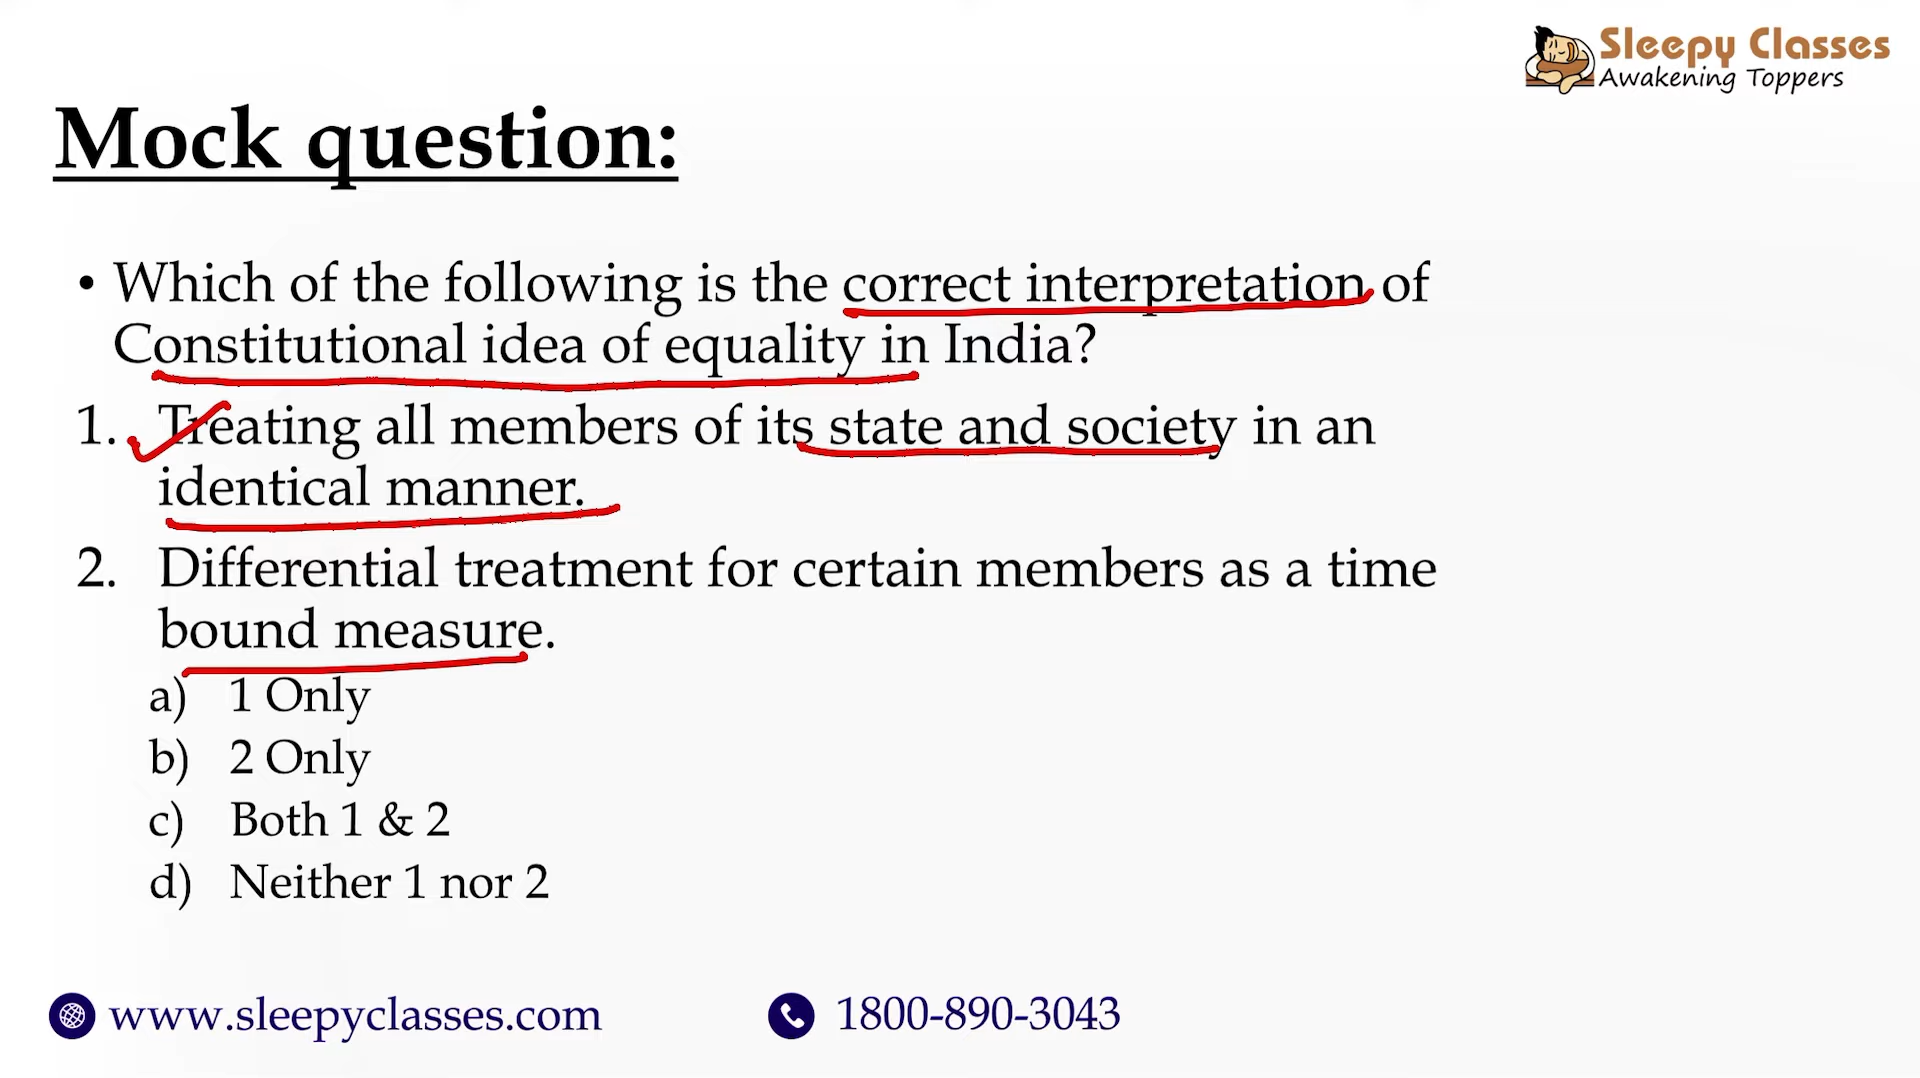 Sleepy Classes
Awakening Toppers
Mock question:
• Which of the following is the correct interpretation of
Constitutional idea of equality in India?
1. Treating all members of its state and society in an
identical manner.
2. Differential treatment for certain members as a time
bound measure.
a) 1 Only
b) 2 Only
c) Both 1 & 2
d) Neither 1 nor 2
www.sleepyclasses.com
1800-890-3043